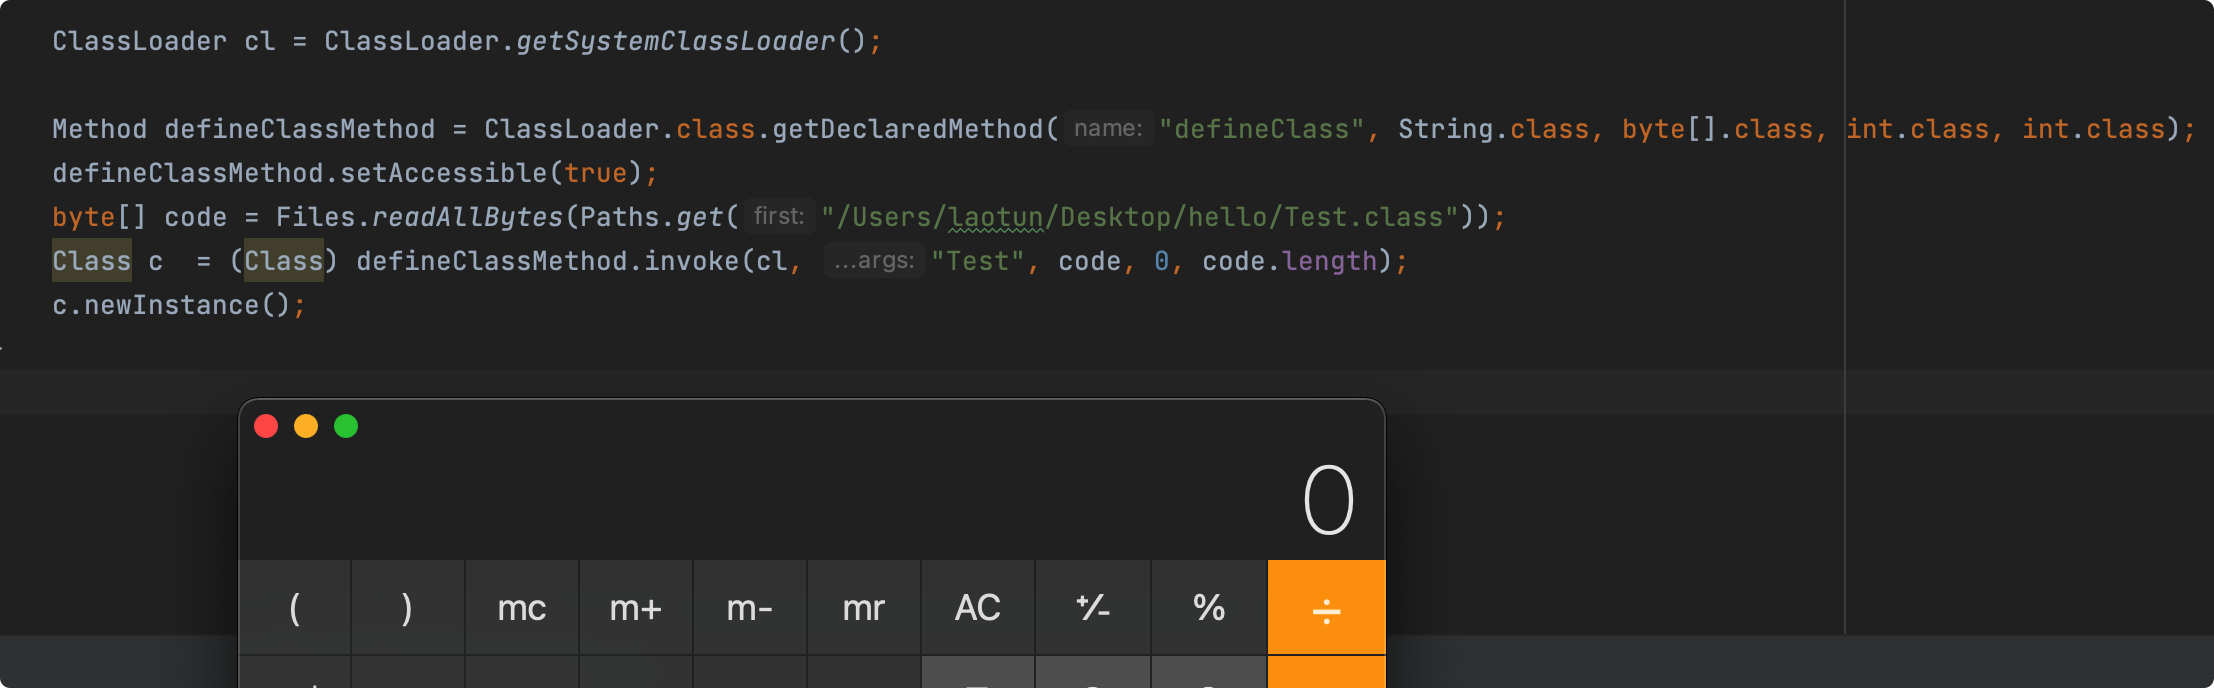 ClassLoader cl = ClassLoader.getSystemClassLoader();
Method defineClassMethod = ClassLoader.class.getDeclaredMethod( name: "defineClass", String.class, byte[].class, int.class, int.class);
defineClassMethod.setAccessible(true);
byte[] code = Files.readAllBytes(Paths.get( first: "/Users/laotun/Desktop/hello/Test.class"));
Class c  = (Class) defineClassMethod.invoke(cl, ...args: "Test", code, 0, code.length);
c.newInstance();
0
( ) mc m+ m- mr AC +/- % ÷